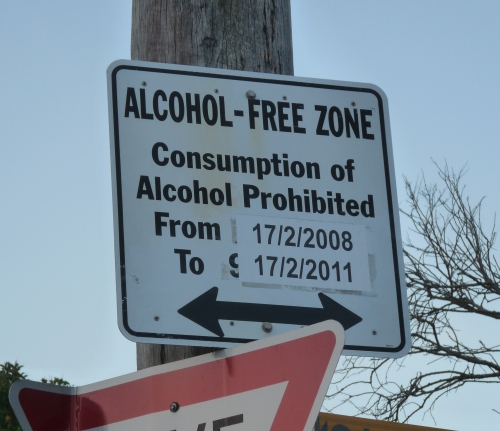 ALCOHOL-FREE ZONE
Consumption of
Alcohol Prohibited
From 17/2/2008
To 17/2/2011